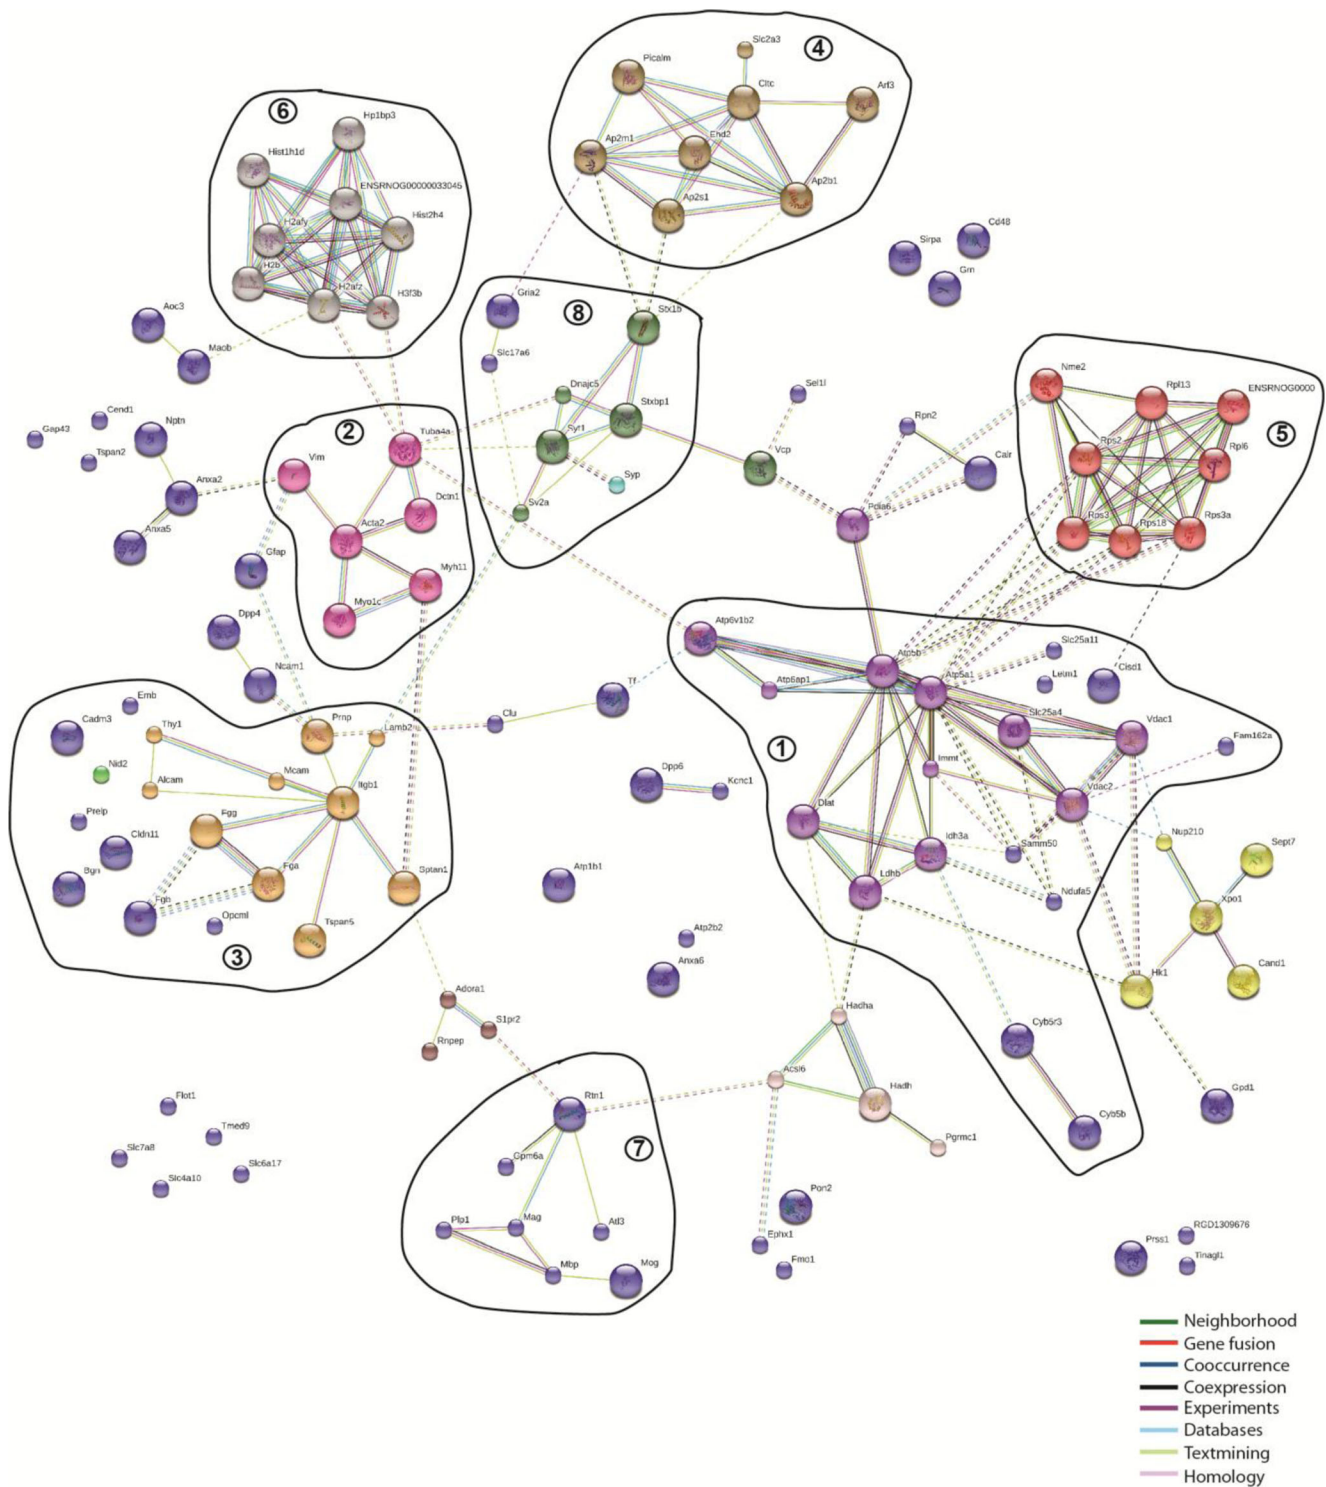 4
Slc2a3
Picalm
Cltc
Arf3
6
Hp1bp3
Ehd2
Ap2m1
Hist1h1d
ENSRNOG00000033045
Ap2b1
Ap2s1
Hist2h4
H2afy
Cd48
Sirpa
H2b
H2afz
Grn
H3f3b
Gria2
8
Aoc3
Stx1b
Maob
Slc17a6
Nme2
Rpl13
ENSRNOG0000
Dnajc5
Sel1l
Cend1
Nptn
Stxbp1
Rpn2
Gap43
2
Tuba4a
Syt1
5
Rps2
Rpl6
Tspan2
Vim
Vcp
Calr
Anxa2
Syp
Dctn1
Sv2a
Pdia6
Rps3
Rps18
Rps3a
Anxa5
Acta2
Gfap
Myh11
Myo1c
Dpp4
Atp6v1b2
Slc25a11
Atp5b
Cisd1
Ncam1
Atp6ap1
Atp5a1
Letm1
Tf
Emb
Cadm3
Thy1
Prnp
Lamb2
Clu
Slc25a4
Vdac1
1
Fam162a
Nid2
Alcam
Mcam
Itgb1
Dpp6
Kcnc1
Immt
Vdac2
Prelp
Dlat
Fgg
Cldn11
Idh3a
Samm50
Nup210
Sept7
Bgn
Fga
Sptan1
Atp1b1
Ldhb
Ndufa5
Xpo1
Fgb
Opcml
Tspan5
Atp2b2
3
Anxa6
Hk1
Cand1
Adora1
Hadha
S1pr2
Cyb5r3
Rnpep
Acsl6
Hadh
Rtn1
Gpd1
Flot1
Cyb5b
Tmed9
Pgrmc1
Slc7a8
Gpm6a
7
Slc6a17
Slc4a10
Pon2
Plp1
Mag
Atl3
Ephx1
RGD1309676
Prss1
Mbp
Mog
Fmo1
Tinagl1
Neighborhood
Gene fusion
Cooccurrence
Coexpression
Experiments
Databases
Textmining
Homology